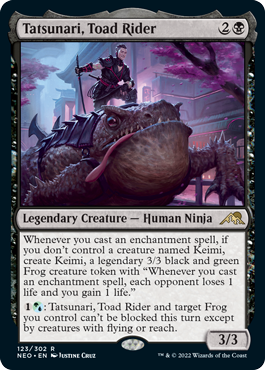 Tatsunari, Toad Rider 2
Legendary Creature — Human Ninja
Whenever you cast an enchantment spell, if
you don't control a creature named Keimi,
create Keimi, a legendary 3/3 black and green
Frog creature token with “Whenever you cast
an enchantment spell, each opponent loses 1
life and you gain 1 life.”
1 : Tatsunari, Toad Rider and target Frog
you control can't be blocked this turn except
by creatures with flying or reach.
3/3
123/302 R
NEO • EN Justine Cruz
™ & © 2022 Wizards of the Coast